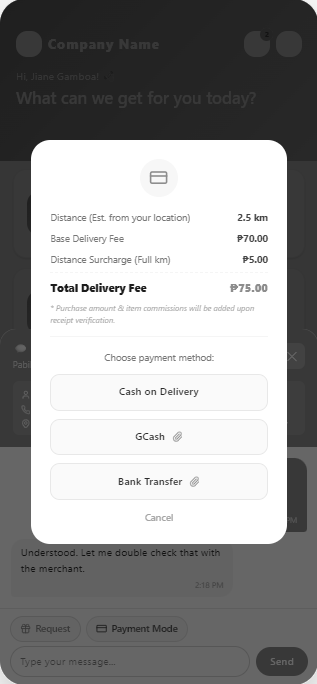 Company Name
Hi, Jiane Gamboa!
What can we get for you today?
Distance (Est. from your location) 2.5 km
Base Delivery Fee ₱70.00
Distance Surcharge (Full km) ₱5.00
Total Delivery Fee ₱75.00
* Purchase amount & item commissions will be added upon
receipt verification.
Choose payment method:
Cash on Delivery
GCash
Bank Transfer
Cancel
PM
Understood. Let me double check that with
the merchant.
2:18 PM
Request
Payment Mode
Type your message...
Send